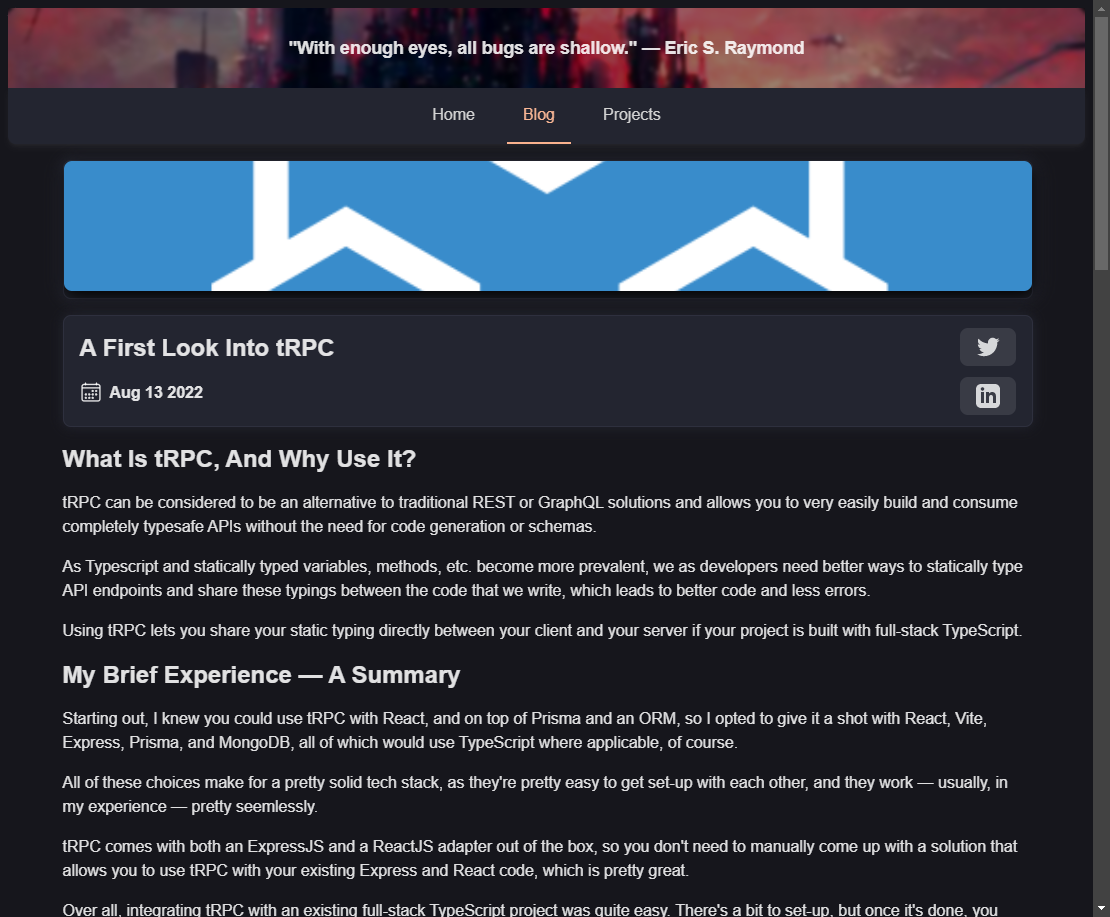 "With enough eyes, all bugs are shallow." — Eric S. Raymond
Home Blog Projects
A First Look Into tRPC
Aug 13 2022
in
What Is tRPC, And Why Use It?
tRPC can be considered to be an alternative to traditional REST or GraphQL solutions and allows you to very easily build and consume
completely typesafe APIs without the need for code generation or schemas.
As Typescript and statically typed variables, methods, etc. become more prevalent, we as developers need better ways to statically type
API endpoints and share these typings between the code that we write, which leads to better code and less errors.
Using tRPC lets you share your static typing directly between your client and your server if your project is built with full-stack TypeScript.
My Brief Experience — A Summary
Starting out, I knew you could use tRPC with React, and on top of Prisma and an ORM, so I opted to give it a shot with React, Vite,
Express, Prisma, and MongoDB, all of which would use TypeScript where applicable, of course.
All of these choices make for a pretty solid tech stack, as they're pretty easy to get set-up with each other, and they work — usually, in
my experience — pretty seemlessly.
tRPC comes with both an ExpressJS and a ReactJS adapter out of the box, so you don't need to manually come up with a solution that
allows you to use tRPC with your existing Express and React code, which is pretty great.
Over all, integrating tRPC with an existing full-stack TypeScript project was quite easy. There's a bit to set-up, but once it's done, you